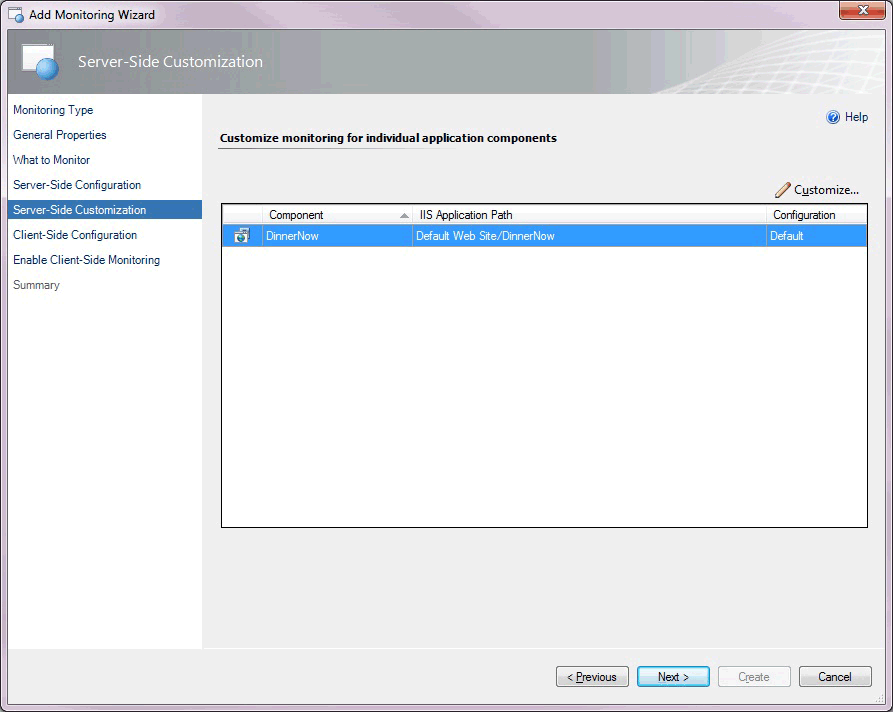 Add Monitoring Wizard
Server-Side Customization
Monitoring Type
General Properties
What to Monitor
Server-Side Configuration
Server-Side Customization
Client-Side Configuration
Enable Client-Side Monitoring
Summary
Help
Customize monitoring for individual application components
Customize...
Component IIS Application Path Configuration
DinnerNow Default Web Site/DinnerNow Default
< Previous Next > Create Cancel